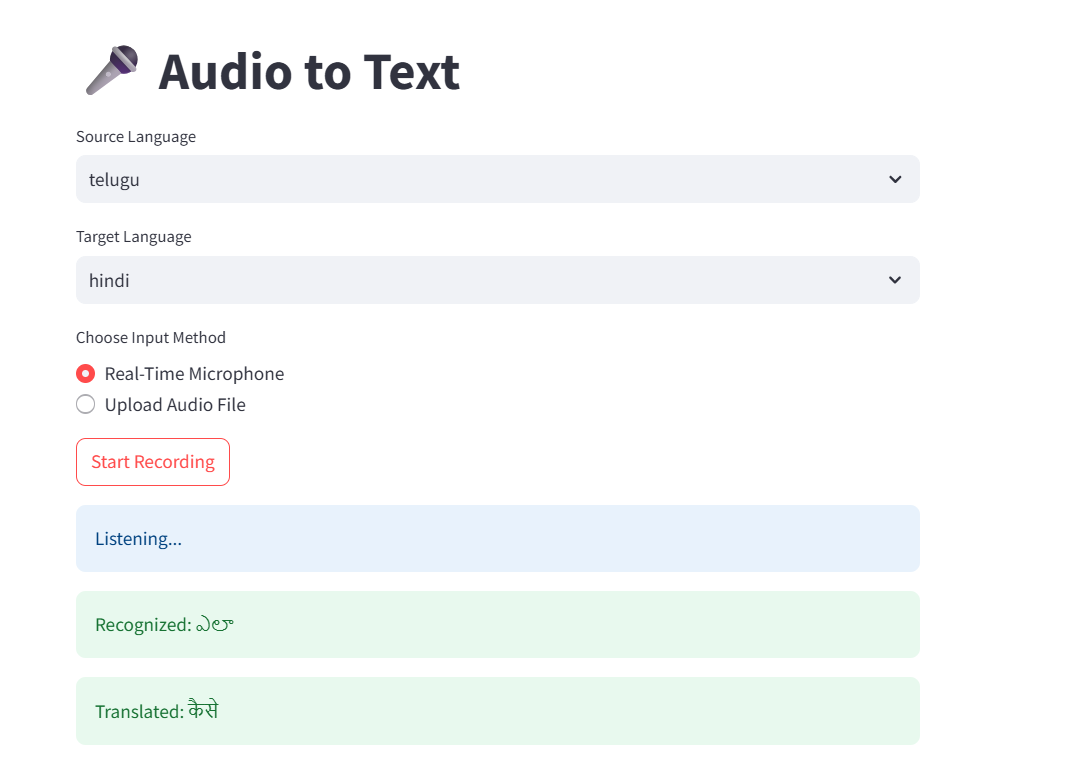 🎤 Audio to Text
Source Language
telugu
Target Language
hindi
Choose Input Method
Real-Time Microphone
Upload Audio File
Start Recording
Listening...
Recognized: ఎలా
Translated: कैसे